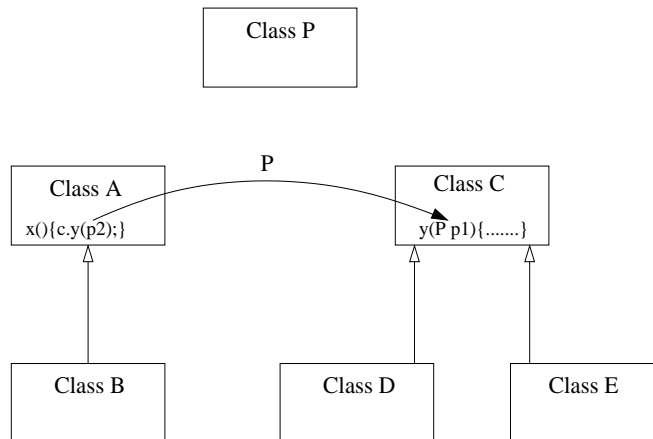 Class P
P
Class A
Class C
x(){c.y(p2);}
y(P p1){.......}
Class B
Class D
Class E